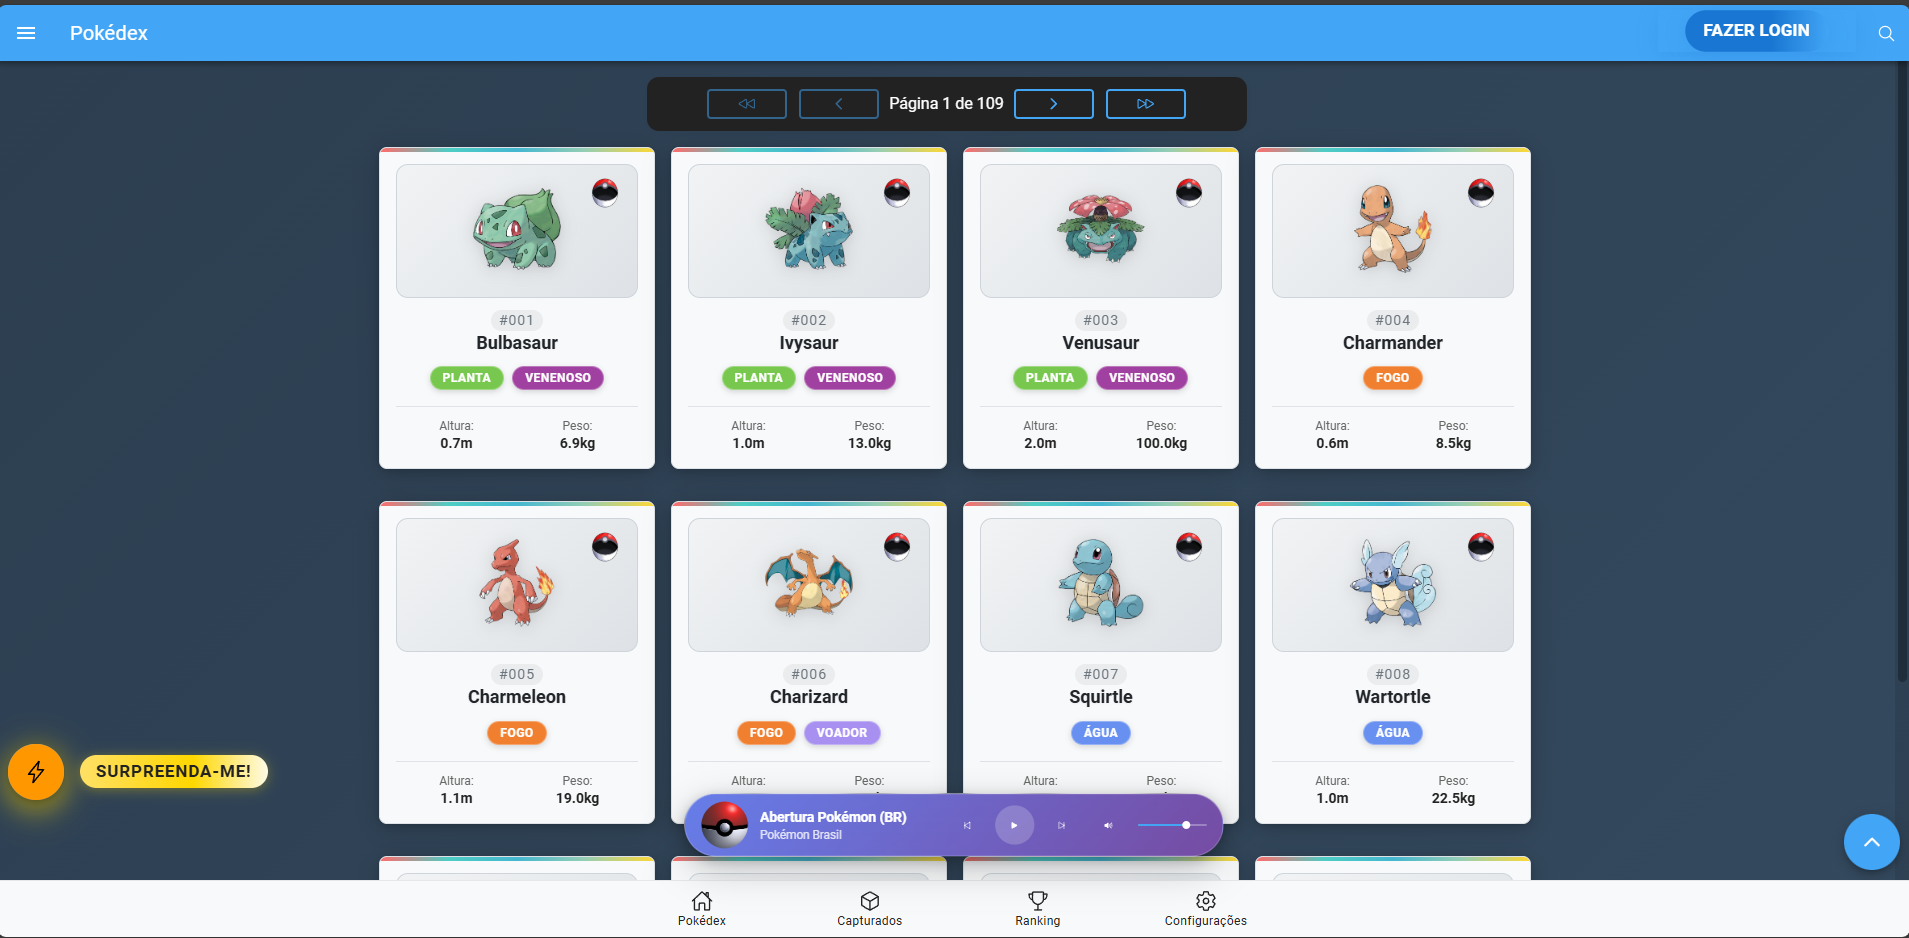 Pokédex
FAZER LOGIN
Página 1 de 109
#001
Bulbasaur
PLANTA VENENOSO
Altura: Peso:
0.7m 6.9kg
#002
Ivysaur
PLANTA VENENOSO
Altura: Peso:
1.0m 13.0kg
#003
Venusaur
PLANTA VENENOSO
Altura: Peso:
2.0m 100.0kg
#004
Charmander
FOGO
Altura: Peso:
0.6m 8.5kg
#005
Charmeleon
FOGO
Altura: Peso:
1.1m 19.0kg
#006
Charizard
FOGO VOADOR
Altura: Peso:
#007
Squirtle
ÁGUA
Altura: Peso:
#008
Wartortle
ÁGUA
Altura: Peso:
1.0m 22.5kg
SURPREENDA-ME!
Abertura Pokémon (BR)
Pokémon Brasil
Pokédex
Capturados
Ranking
Configurações